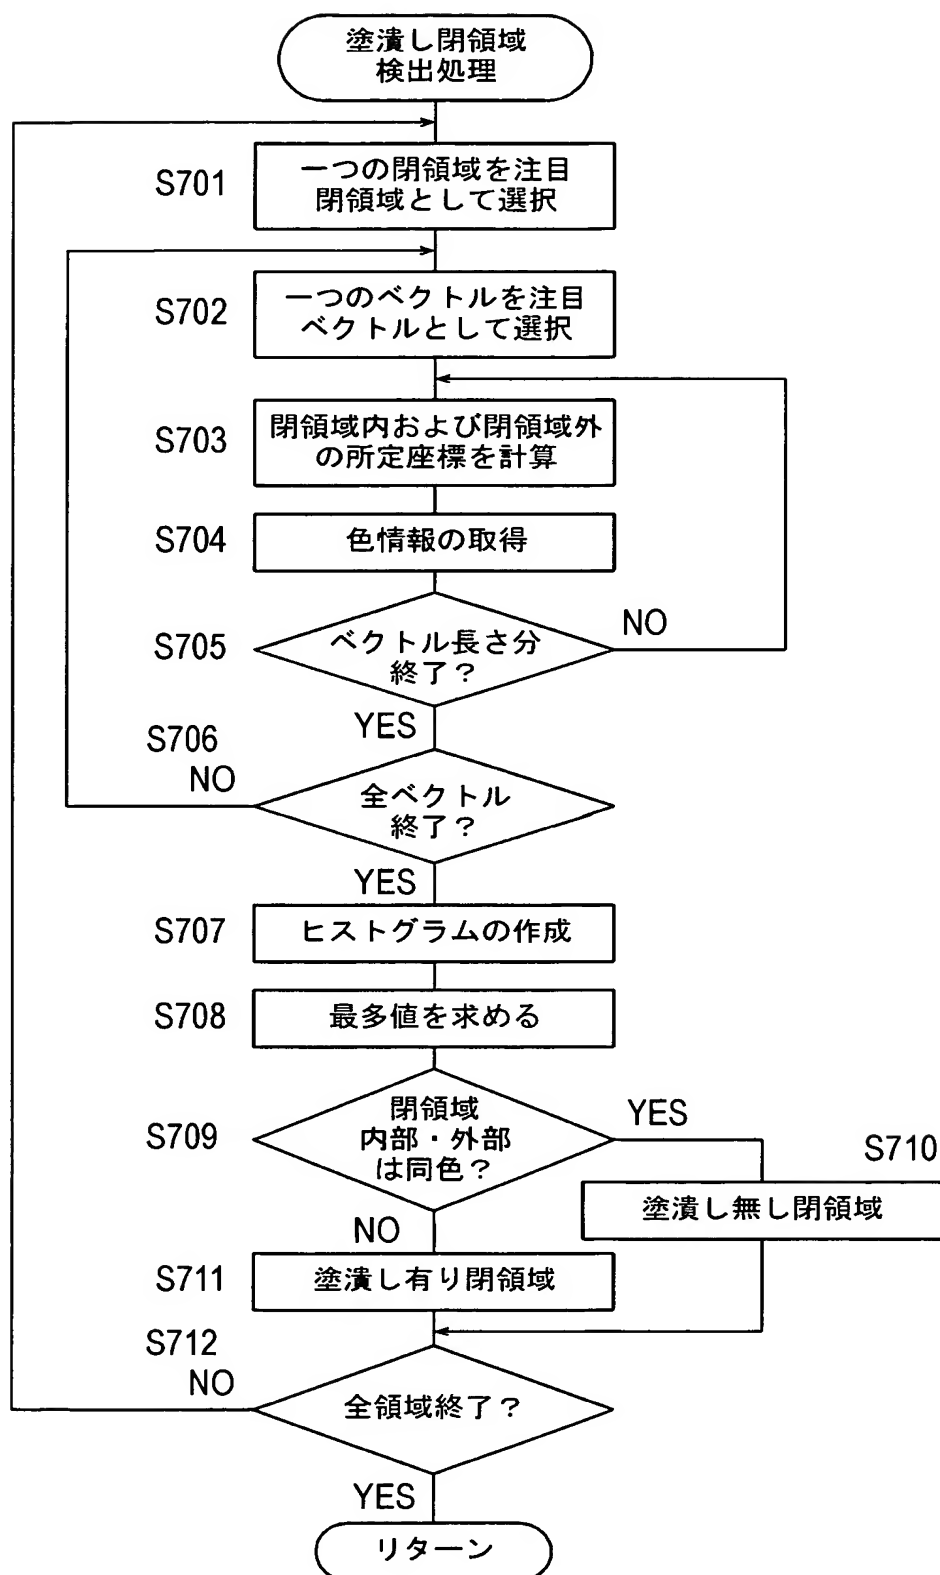 塗潰し閉領域
検出処理
S701
一つの閉領域を注目
閉領域として選択
S702
一つのベクトルを注目
ベクトルとして選択
S703
閉領域内および閉領域外
の所定座標を計算
S704
色情報の取得
S705
ベクトル長さ分
終了?
NO
YES
S706
NO
全ベクトル
終了?
YES
S707
ヒストグラムの作成
S708
最多値を求める
S709
閉領域
内部・外部
は同色?
YES
S710
塗潰し無し閉領域
NO
S711
塗潰し有り閉領域
S712
NO
全領域終了?
YES
リターン